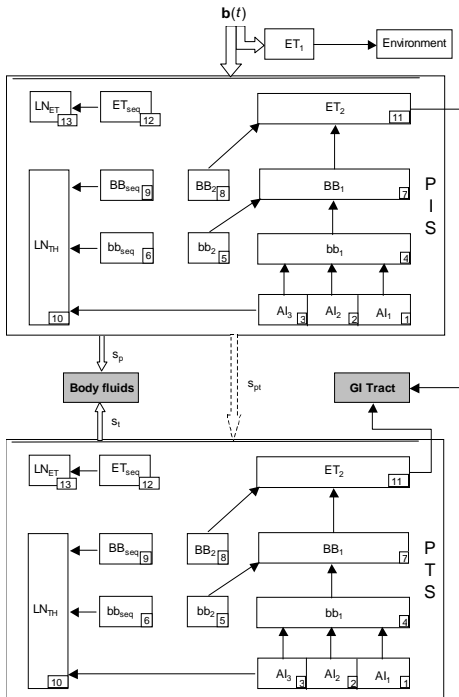 b(t)
ET1
Environment
LNET
13
ETseq
12
ET2
11
BBseq
9
BB2
8
BB1
7
P
I
S
LNTH
bbseq
6
bb2
5
bb1
4
10
AI3
3
AI2
2
AI1
1
sp
Body fluids
spt
GI Tract
st
LNET
13
ETseq
12
ET2
11
BBseq
9
BB2
8
BB1
7
P
T
S
LNTH
bbseq
6
bb2
5
bb1
4
10
AI3
3
AI2
2
AI1
1